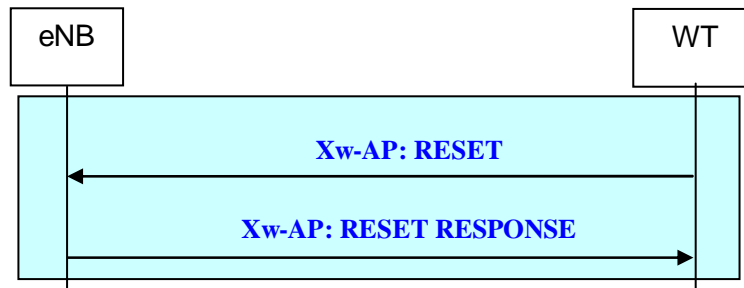 eNB
WT
Xw-AP: RESET
Xw-AP: RESET RESPONSE